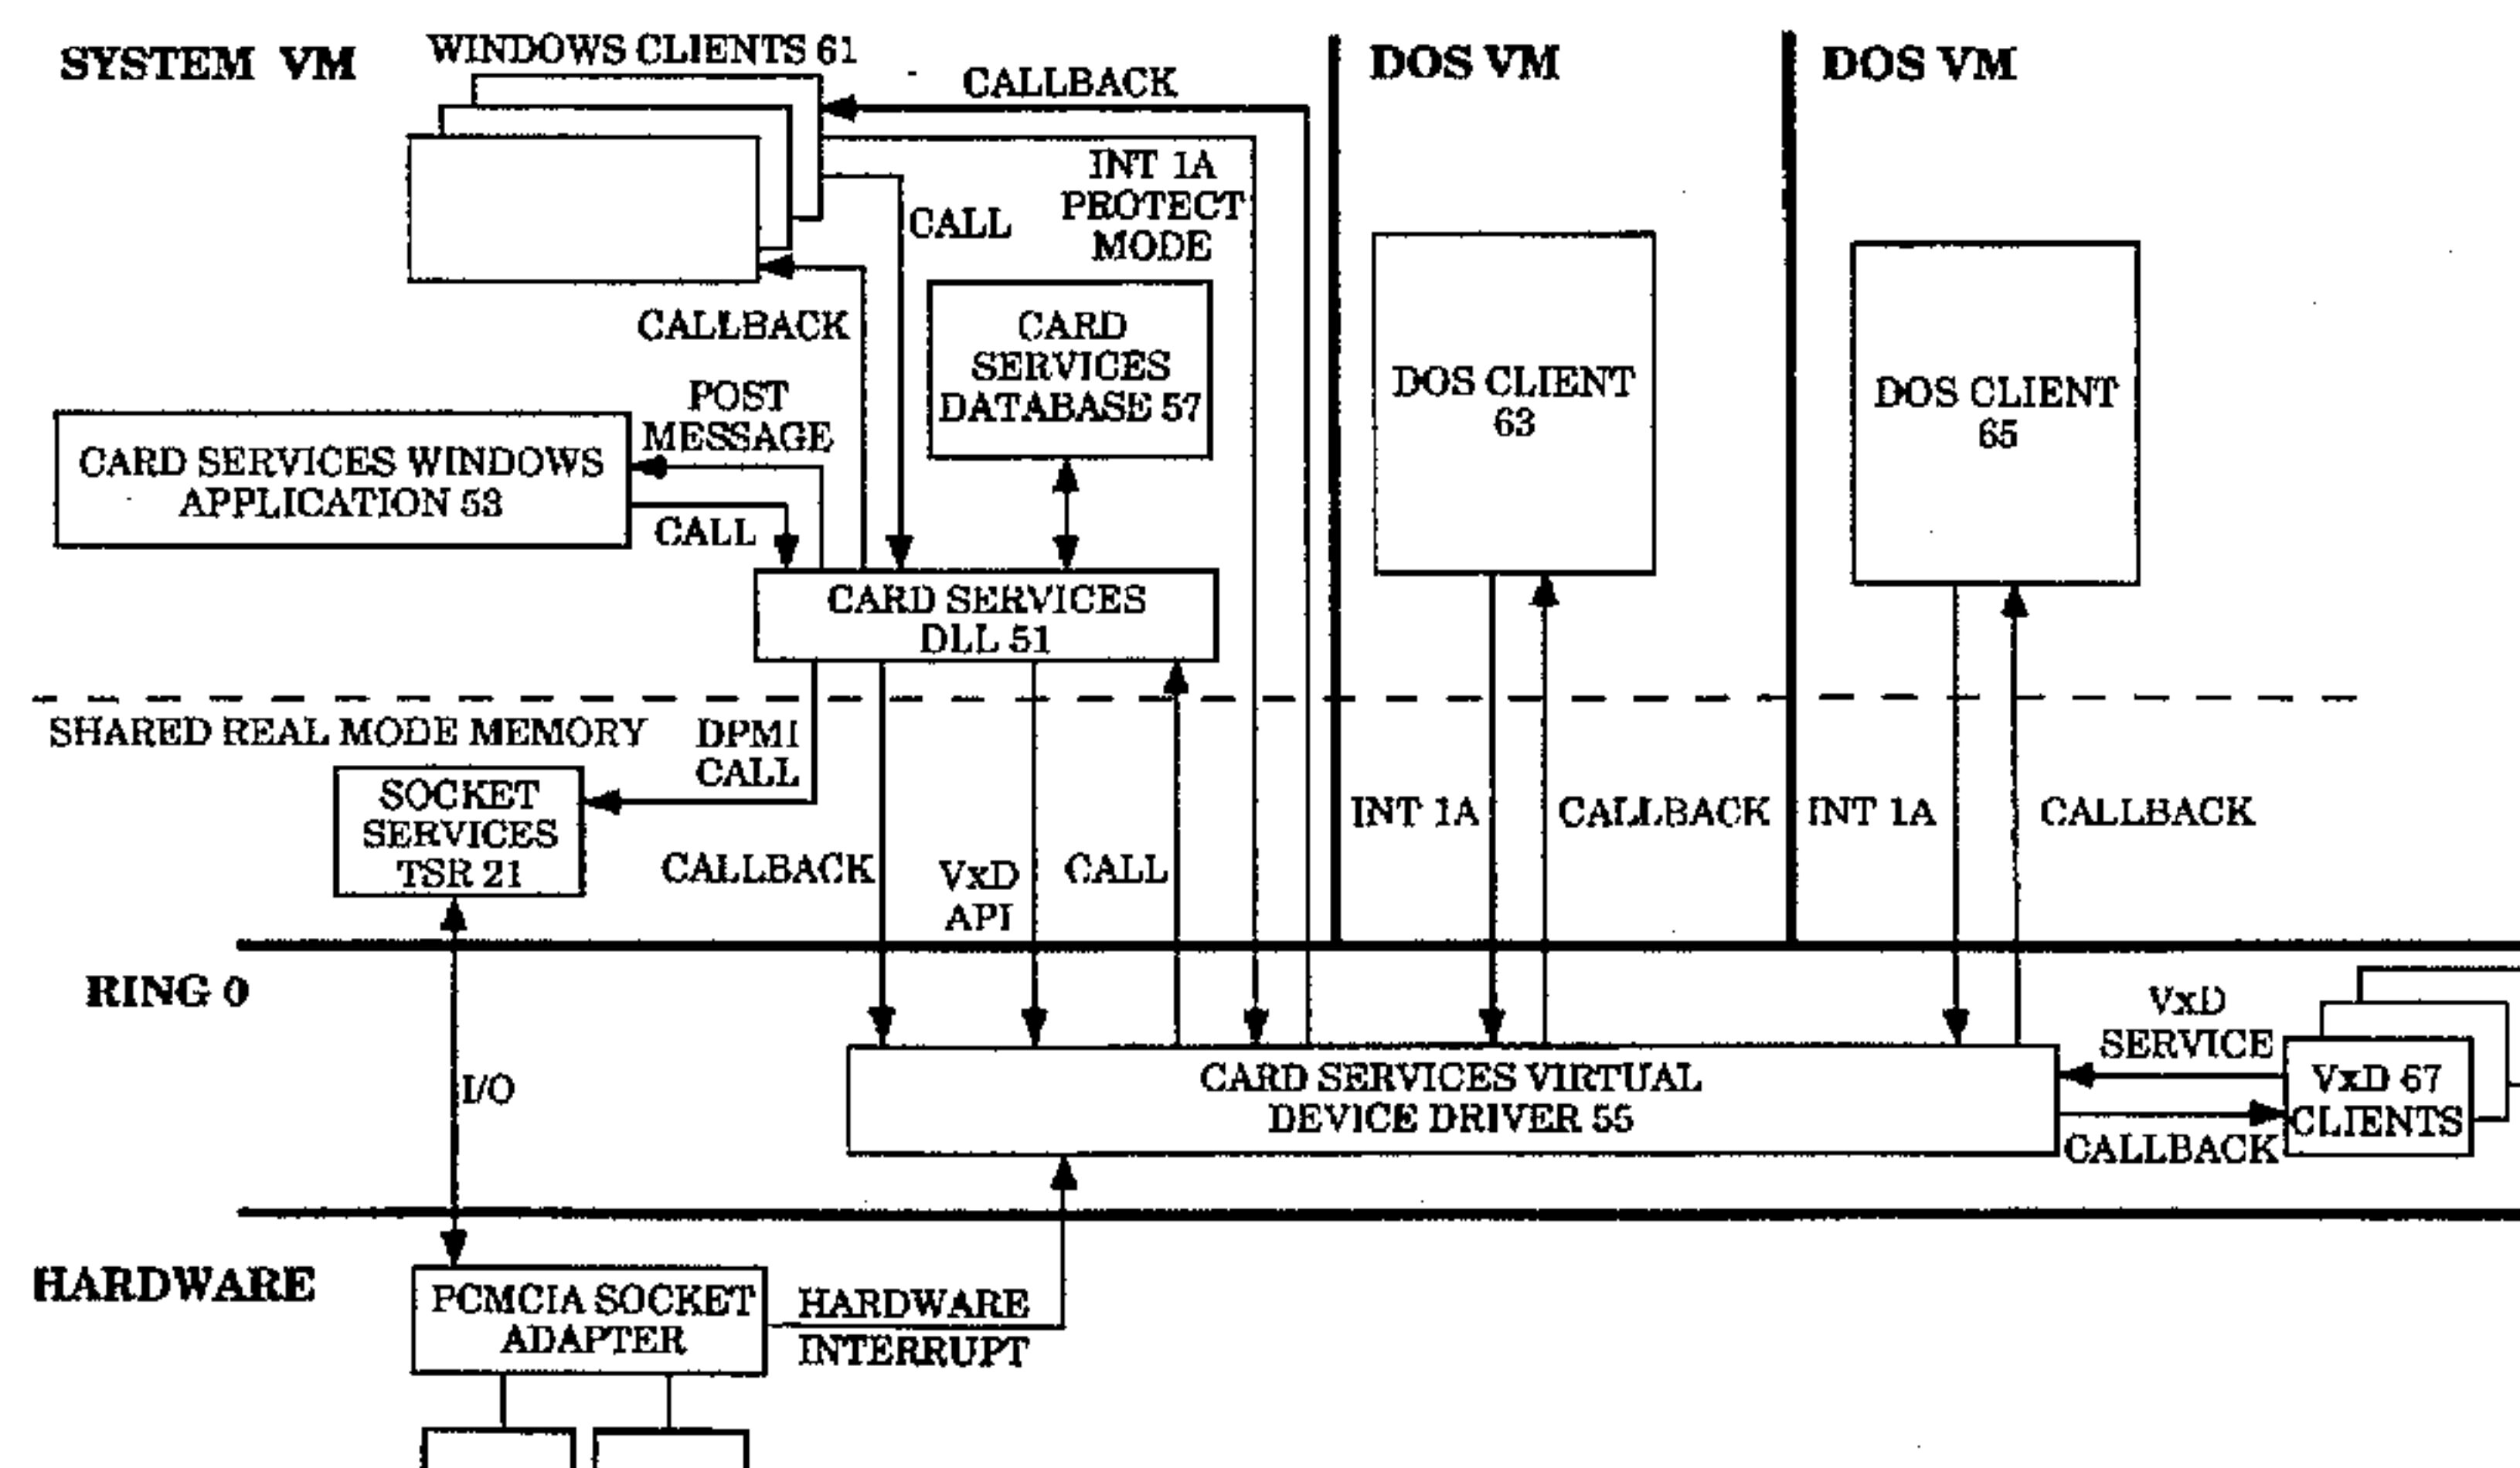 SYSTEM VM
WINDOWS CLIENTS 61
CALLBACK
DOS VM
DOS VM
INT 1A
PROTECT
MODE
CALL
CALLBACK
CARD
SERVICES
DATABASE 57
DOS CLIENT
63
DOS CLIENT
65
POST
MESSAGE
CARD SERVICES WINDOWS
APPLICATION 53
CALL
CARD SERVICES
DLL 51
SHARED REAL MODE MEMORY
DPMI
CALL
SOCKET
SERVICES
TSR 21
CALLBACK
VxD
API
CALL
INT 1A
CALLBACK
INT 1A
CALLBACK
RING 0
I/O
CARD SERVICES VIRTUAL
DEVICE DRIVER 55
VxD
SERVICE
VxD 67
CLIENTS
CALLBACK
HARDWARE
PCMCIA SOCKET
ADAPTER
HARDWARE
INTERRUPT